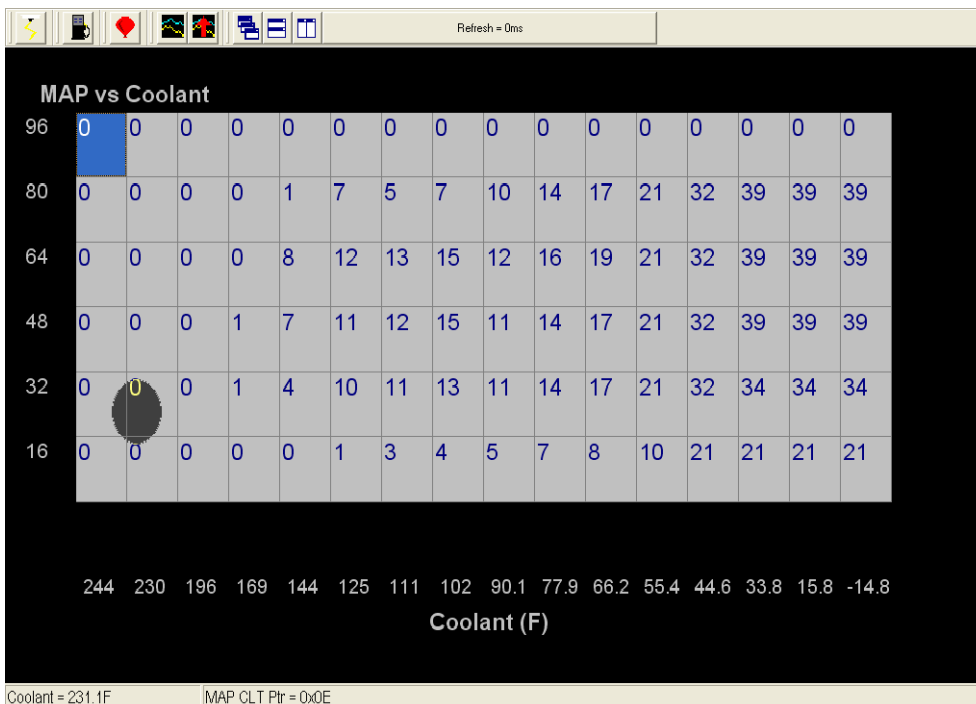 Refresh = 0ms
MAP vs Coolant
96 0 0 0 0 0 0 0 0 0 0 0 0 0 0 0 0
80 0 0 0 0 1 7 5 7 10 14 17 21 32 39 39 39
64 0 0 0 0 8 12 13 15 12 16 19 21 32 39 39 39
48 0 0 0 1 7 11 12 15 11 14 17 21 32 39 39 39
32 0 0 0 1 4 10 11 13 11 14 17 21 32 34 34 34
16 0 0 0 0 0 1 3 4 5 7 8 10 21 21 21 21
244 230 196 169 144 125 111 102 90.1 77.9 66.2 55.4 44.6 33.8 15.8 -14.8
Coolant (F)
Coolant = 231.1F MAP CLT Ptr = 0x0E